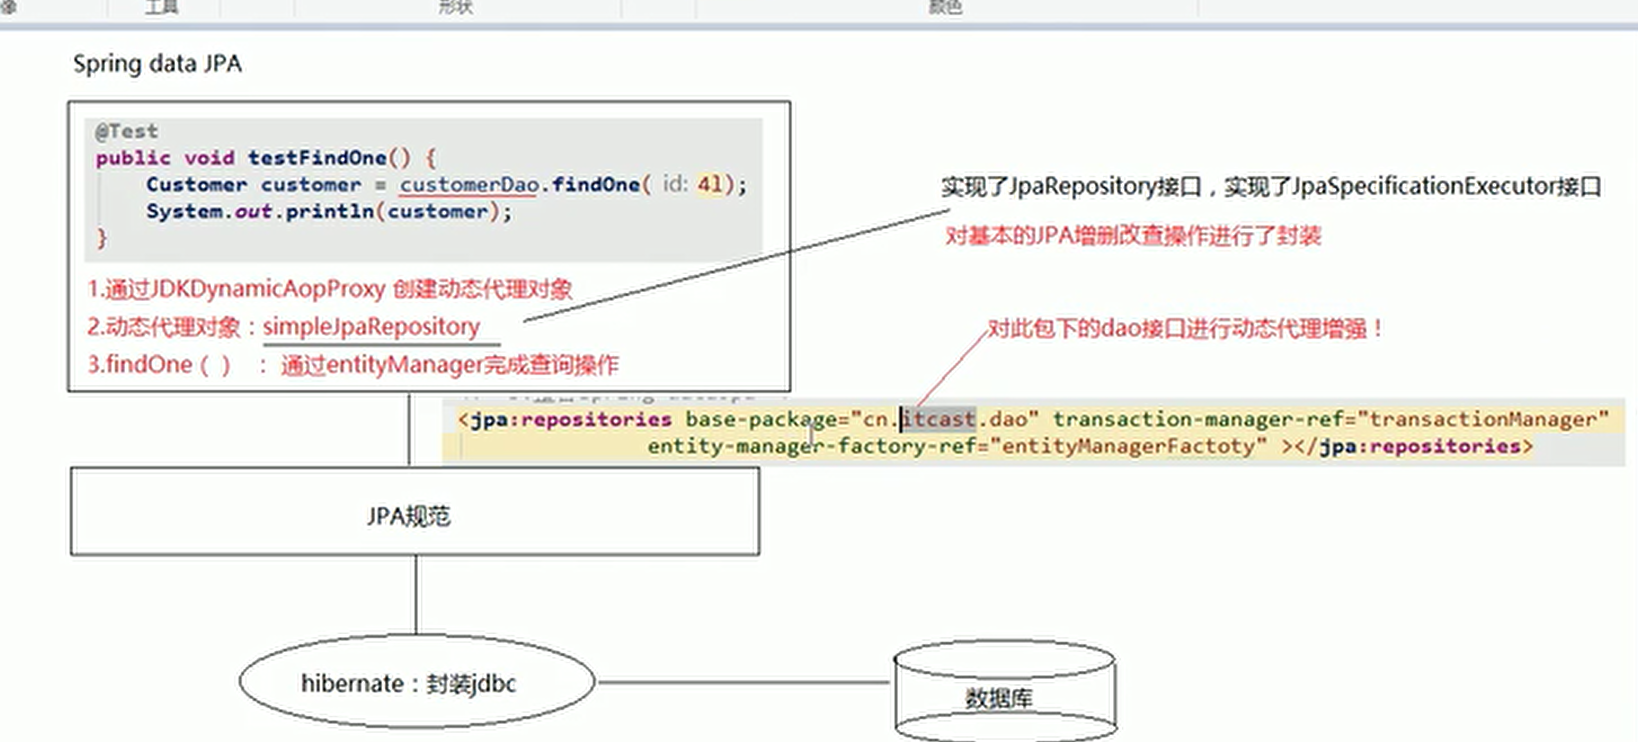 工具
形状
颜色
Spring data JPA
@Test
public void testFindOne() {
Customer customer = customerDao.findOne( id: 4l);
System.out.println(customer);
}
1.通过JDKDynamicAopProxy 创建动态代理对象
2.动态代理对象：simpleJpaRepository
3.findOne（ ） ： 通过entityManager完成查询操作
实现了JpaRepository接口，实现了JpaSpecificationExecutor接口
对基本的JPA增删改查操作进行了封装
对此包下的dao接口进行动态代理增强！
<jpa:repositories base-package="cn.itcast.dao" transaction-manager-ref="transactionManager"
entity-manager-factory-ref="entityManagerFactoty" ></jpa:repositories>
JPA规范
hibernate：封装jdbc
数据库